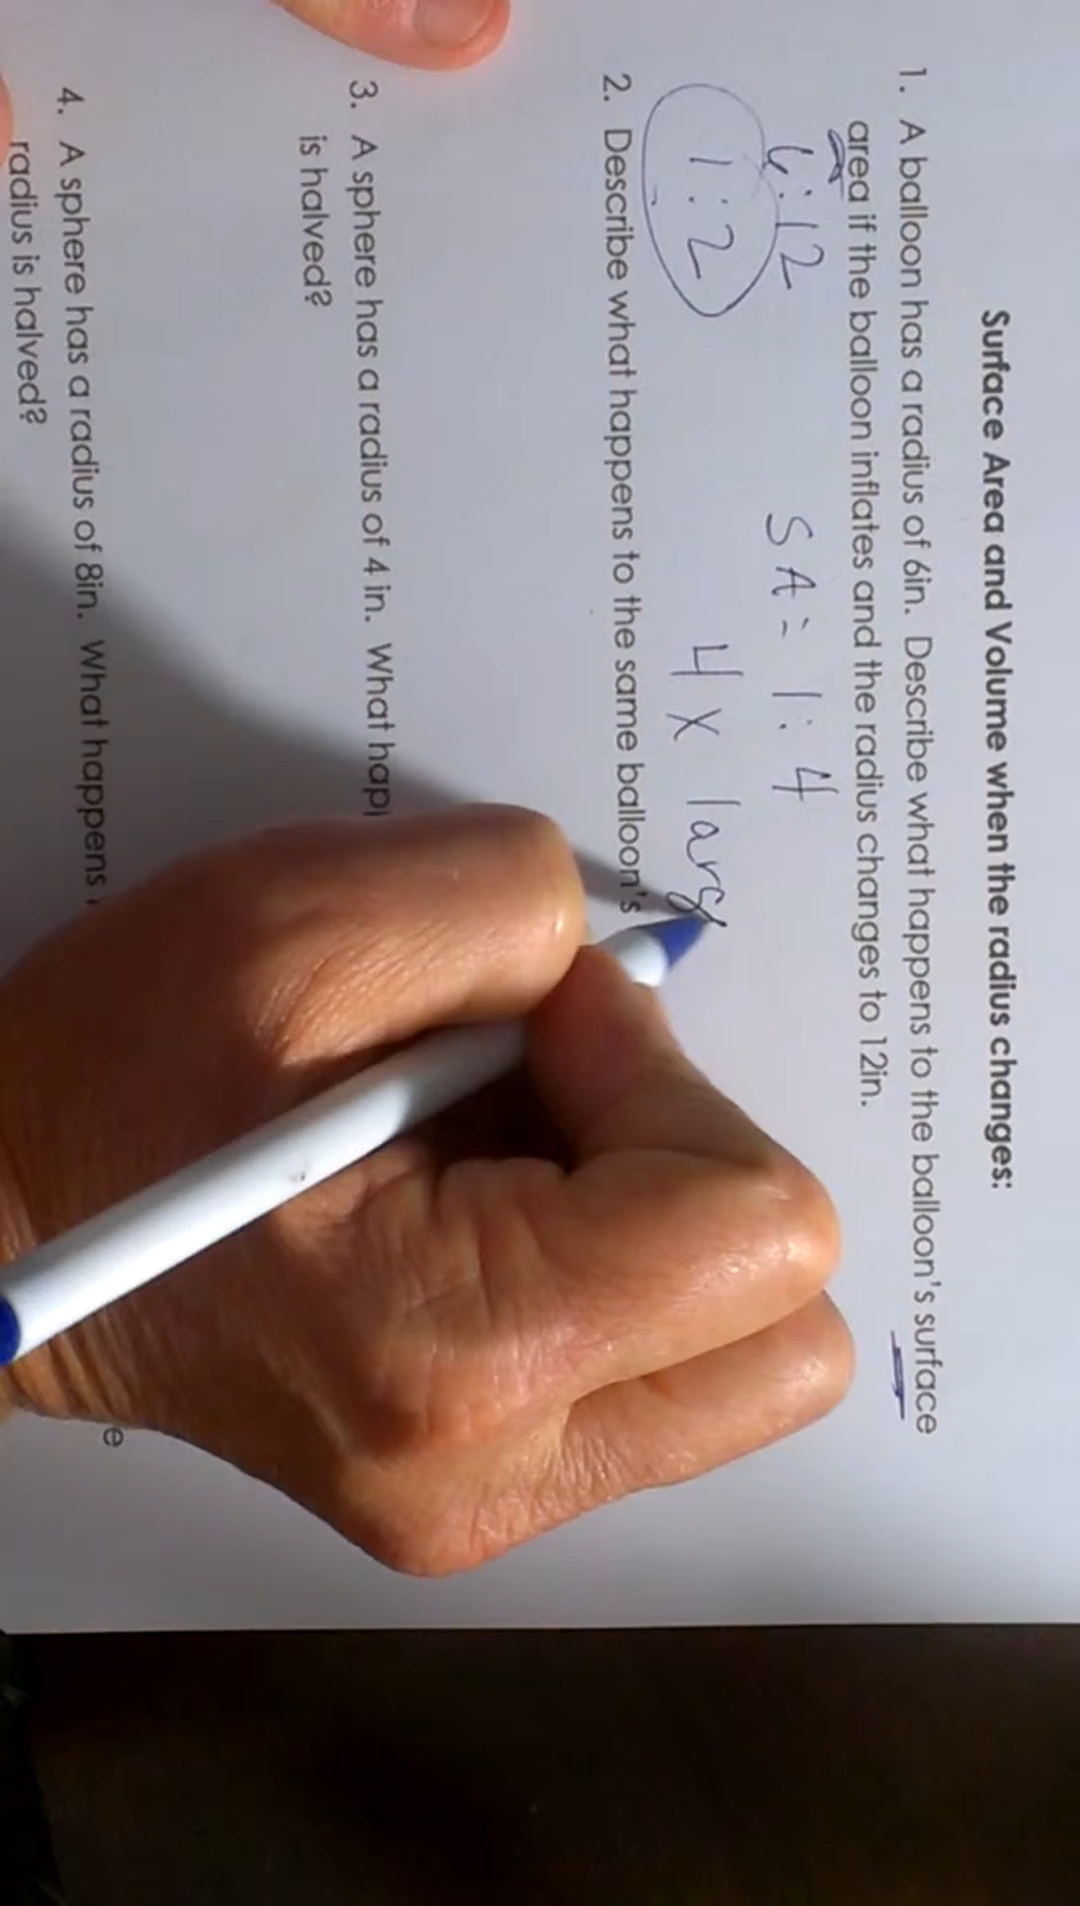 Surface Area and Volume when the radius changes:
1. A balloon has a radius of 6in. Describe what happens to the balloon's surface
area if the balloon inflates and the radius changes to 12in.
6:12
SA = 1:4
1:2
4 x larg
2. Describe what happens to the same balloon's
3. A sphere has a radius of 4 in. What
is halved?
4. A sphere has a radius of 8in. What happens
radius is halved?